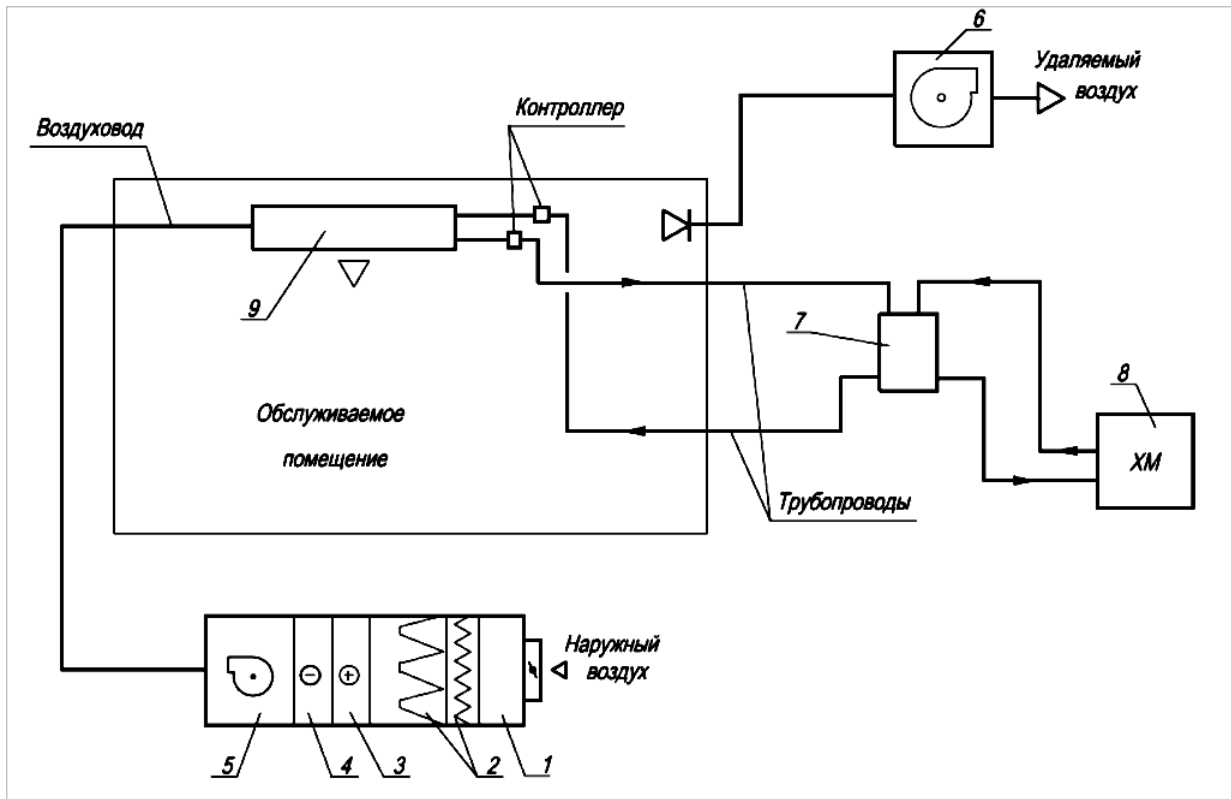 6
Удаляемый
воздух
Контроллер
Воздуховод
9
7
8
Обслуживаемое
помещение
ХМ
Трубопроводы
Наружный
воздух
5
4
3
2
1